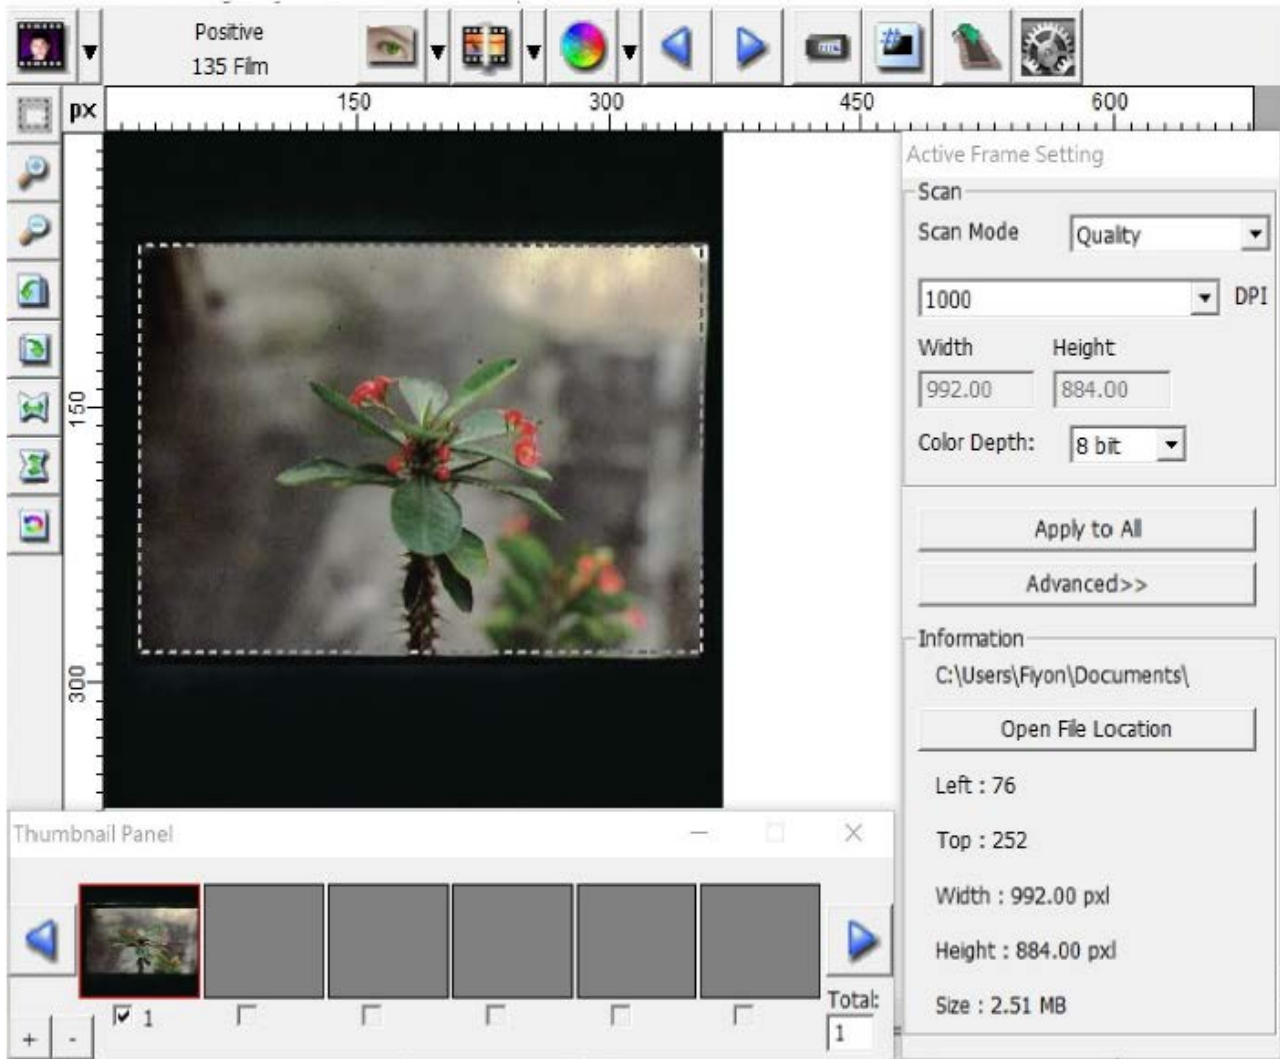 Positive
135 Film
px
150
300
450
600
150
300
Active Frame Setting
Scan
Scan Mode
Quality
1000
DPI
Width
Height
992.00
884.00
Color Depth:
8 bit
Apply to All
Advanced>>
Information
C:\Users\Fiyon\Documents\
Open File Location
Left : 76
Top : 252
Width : 992.00 pxl
Height : 884.00 pxl
Size : 2.51 MB
Thumbnail Panel
1
Total:
1
+
-